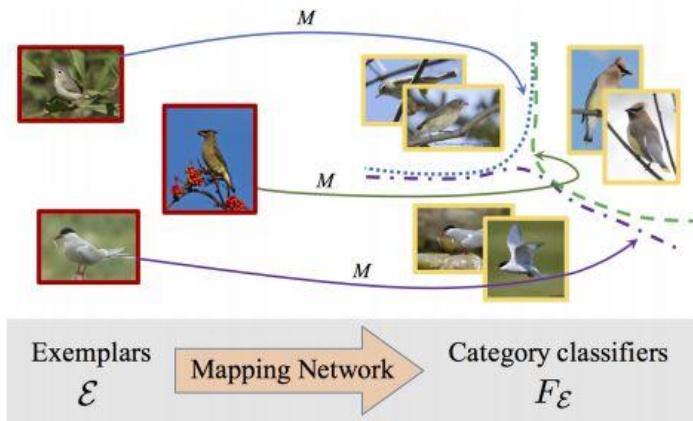 M
M
M
Exemplars
ℰ
Mapping Network
Category classifiers
F_ℰ